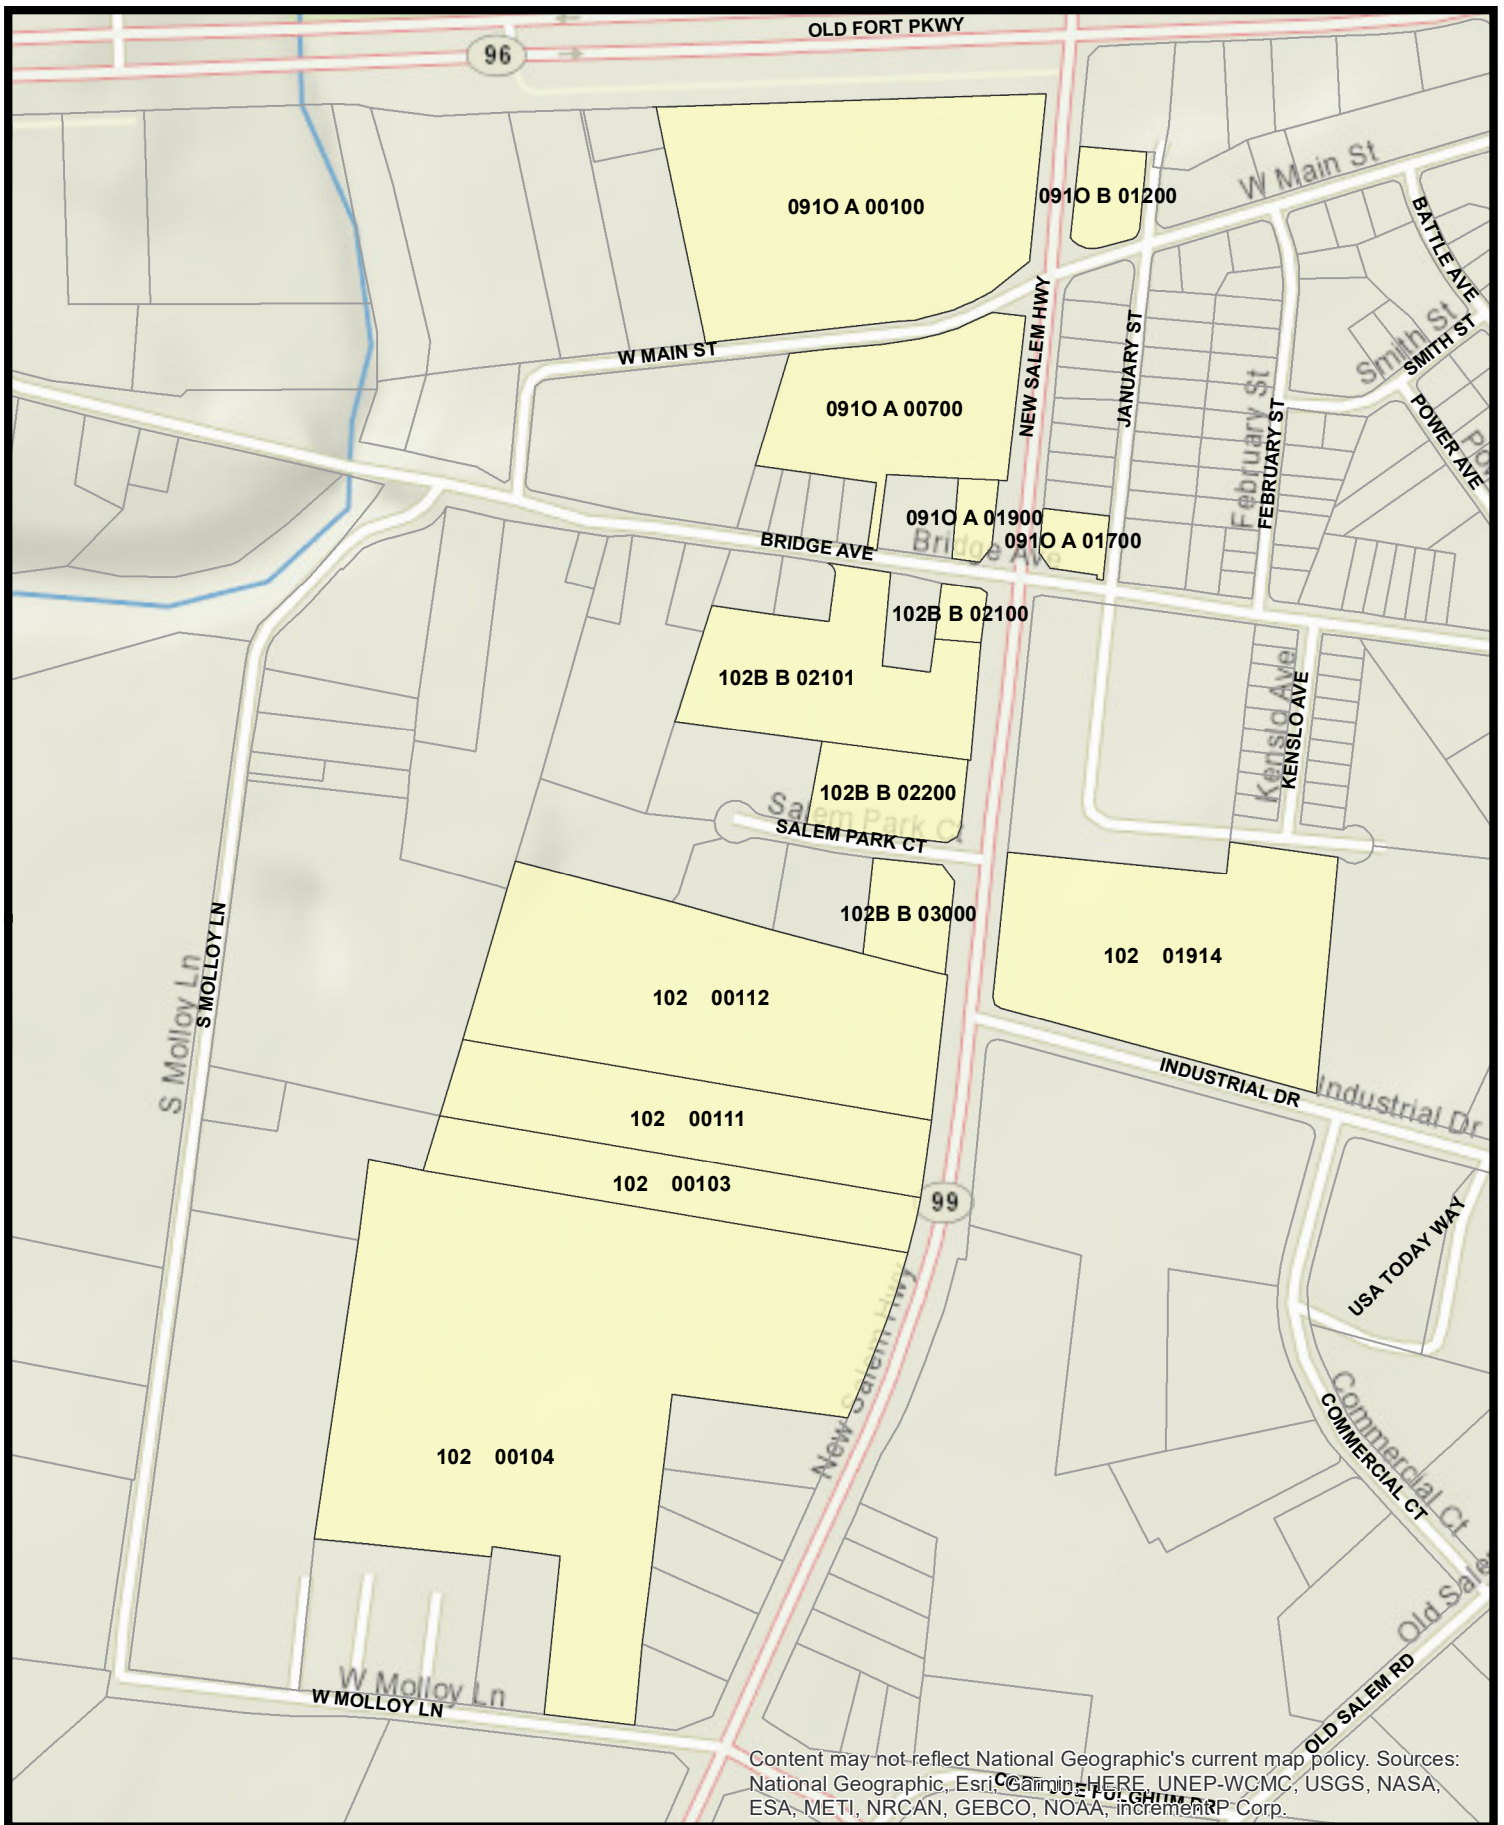 OLD FORT PKWY
96
W Main St
091O A 00100
091O B 01200
BATTLE AVE
NEW SALEM HWY
JANUARY ST
Smith St
SMITH ST
W MAIN ST
February St
FEBRUARY ST
POWER AVE
091O A 00700
091O A 01900
Bridge Ave
091O A 01700
BRIDGE AVE
102B B 02100
102B B 02101
Kenslo Ave
KENSLO AVE
102B B 02200
Salem Park Ct
SALEM PARK CT
102B B 03000
102 01914
S MOLLOY LN
S Molloy Ln
102 00112
INDUSTRIAL DR
Industrial Dr
102 00111
102 00103
99
USA TODAY WAY
New Salem Hwy
102 00104
Commercial Ct
COMMERCIAL CT
Old
W Molloy Ln
W MOLLOY LN
OLD SALEM RD
Content may not reflect National Geographic's current map policy. Sources:
National Geographic, Esri, Garmin, HERE, UNEP-WCMC, USGS, NASA,
ESA, METI, NRCAN, GEBCO, NOAA, increment P Corp.
FULGHUM DR